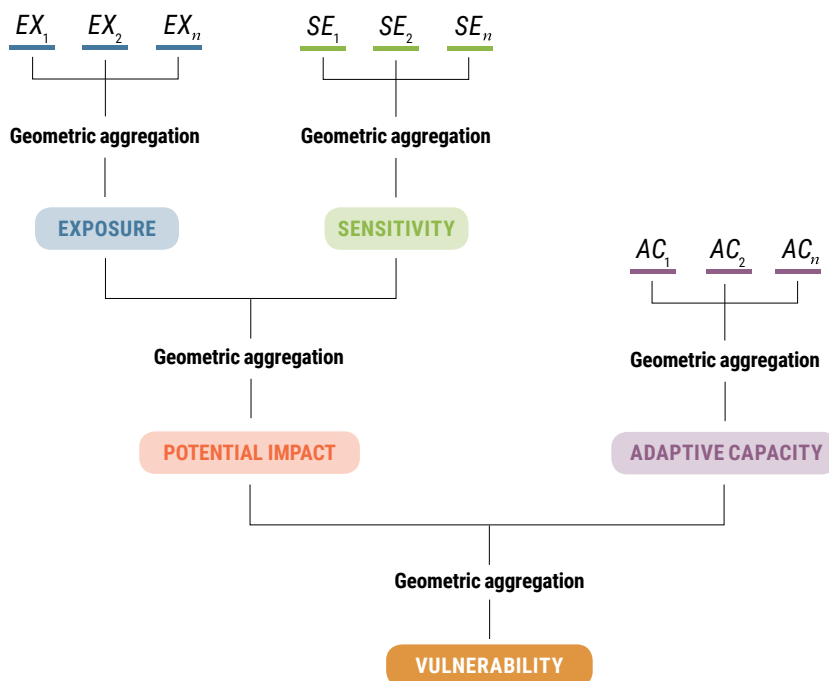 EX₁ EX₂ EXₙ SE₁ SE₂ SEₙ
Geometric aggregation Geometric aggregation
EXPOSURE SENSITIVITY
AC₁ AC₂ ACₙ
Geometric aggregation Geometric aggregation
POTENTIAL IMPACT ADAPTIVE CAPACITY
Geometric aggregation
VULNERABILITY